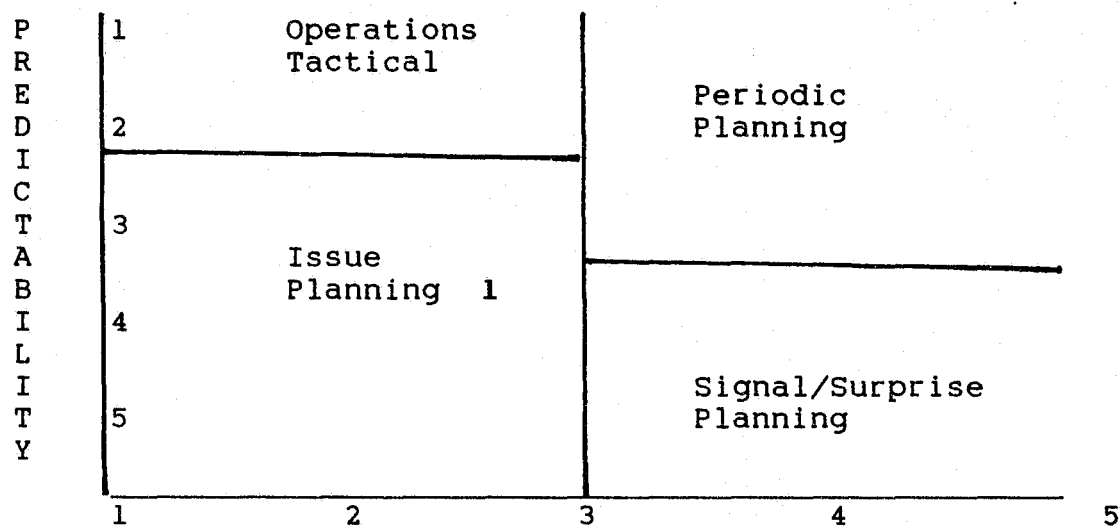 PREDICTABILITY
1
Operations
Tactical
Periodic
Planning
2
3
Issue
Planning 1
4
Signal/Surprise
Planning
5
1 2 3 4 5